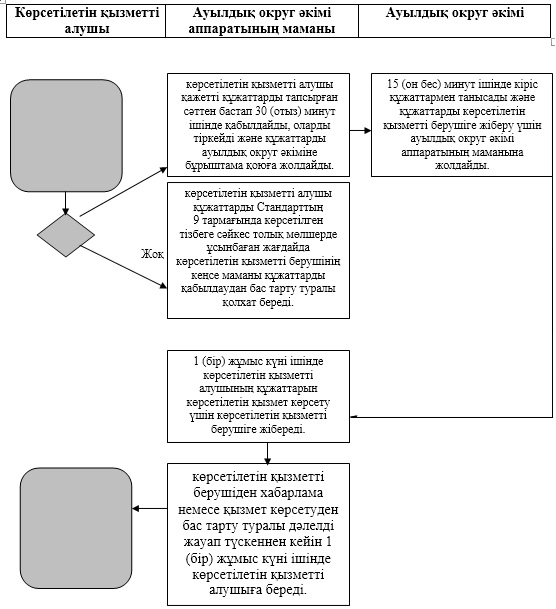 Көрсетілетін қызметті
алушы
Ауылдық округ әкімі
аппаратының маманы
Ауылдық округ әкімі
көрсетілетін қызметті алушы
қажетті құжаттарды тапсырған
сәттен бастап 30 (отыз) минут
ішінде қабылдайды, оларды
тіркейді және құжаттарды
ауылдық округ әкіміне
бұрыштама қоюға жолдайды.
15 (он бес) минут ішінде кіріс
құжаттармен танысады және
құжаттарды көрсетілетін
қызметті берушіге жіберу үшін
ауылдық округ әкімі
аппаратының маманына
жолдайды.
Жоқ
көрсетілетін қызметті алушы
құжаттарды Стандарттың
9 тармағында көрсетілген
тізбеге сәйкес толық мөлшерде
ұсынбаған жағдайда
көрсетілетін қызметті берушінің
кеңсе маманы құжаттарды
қабылдаудан бас тарту туралы
қолхат береді.
1 (бір) жұмыс күні ішінде
көрсетілетін қызметті
алушының құжаттарын
көрсетілетін қызмет көрсету
үшін көрсетілетін қызметті
берушіге жібереді.
көрсетілетін қызметті
берушіден хабарлама
немесе қызмет көрсетуден
бас тарту туралы дәлелді
жауап түскеннен кейін 1
(бір) жұмыс күні ішінде
көрсетілетін қызметті
алушыға береді.